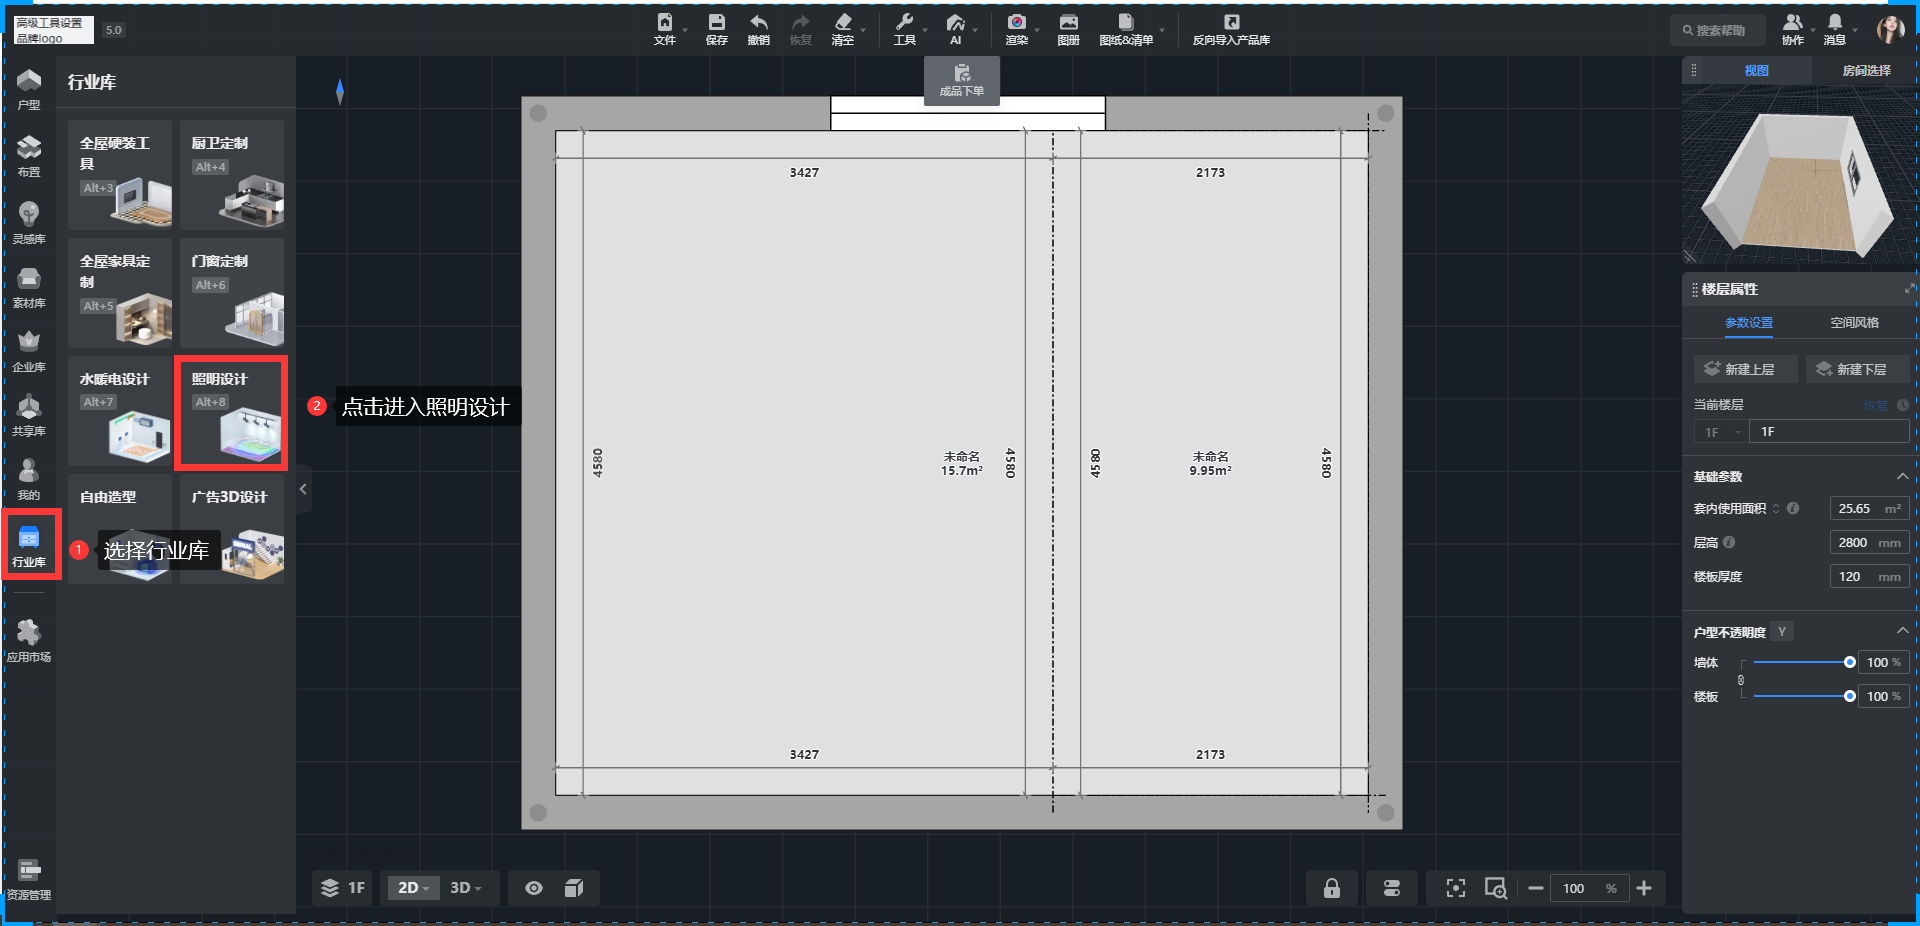 高级工具设置
品牌logo
5.0
文件
保存
撤销
恢复
清空
工具
AI
渲染
图册
图纸&清单
反向导入产品库
搜索帮助
协作
消息
成品下单
户型
布置
灵感库
素材库
企业库
共享库
我的
行业库
应用市场
资源管理
行业库
全屋硬装工
具
Alt+3
厨卫定制
Alt+4
全屋家具定
制
Alt+5
门窗定制
Alt+6
水暖电设计
Alt+7
照明设计
Alt+8
自由造型
广告3D设计
1
选择行业库
2
点击进入照明设计
3427
2173
4580
未命名
15.7m²
4580
4580
未命名
9.95m²
4580
3427
2173
1F
2D
3D
100 %
视图
房间选择
楼层属性
参数设置
空间风格
新建上层
新建下层
当前楼层
恢复
1F
1F
基础参数
套内使用面积
25.65 m²
层高
2800 mm
楼板厚度
120 mm
户型不透明度 Y
墙体
100 %
楼板
100 %